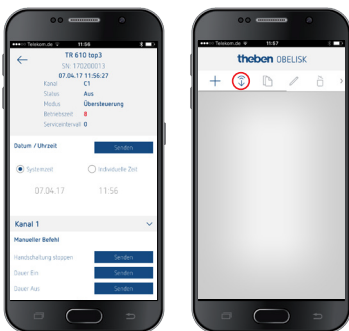 Telekom.de 11:56
TR 610 top3
SN: 170200013
07.04.17 11:56:27
Kanal C1
Status Aus
Modus Übersteuerung
Betriebszeit 8
Serviceintervall 0
Datum / Uhrzeit Senden
Systemzeit Individuelle Zeit
07.04.17 11:56
Kanal 1
Manueller Befehl
Handschaltung stoppen Senden
Dauer Ein Senden
Dauer Aus Senden
Telekom.de 11:57
theben OBELISK